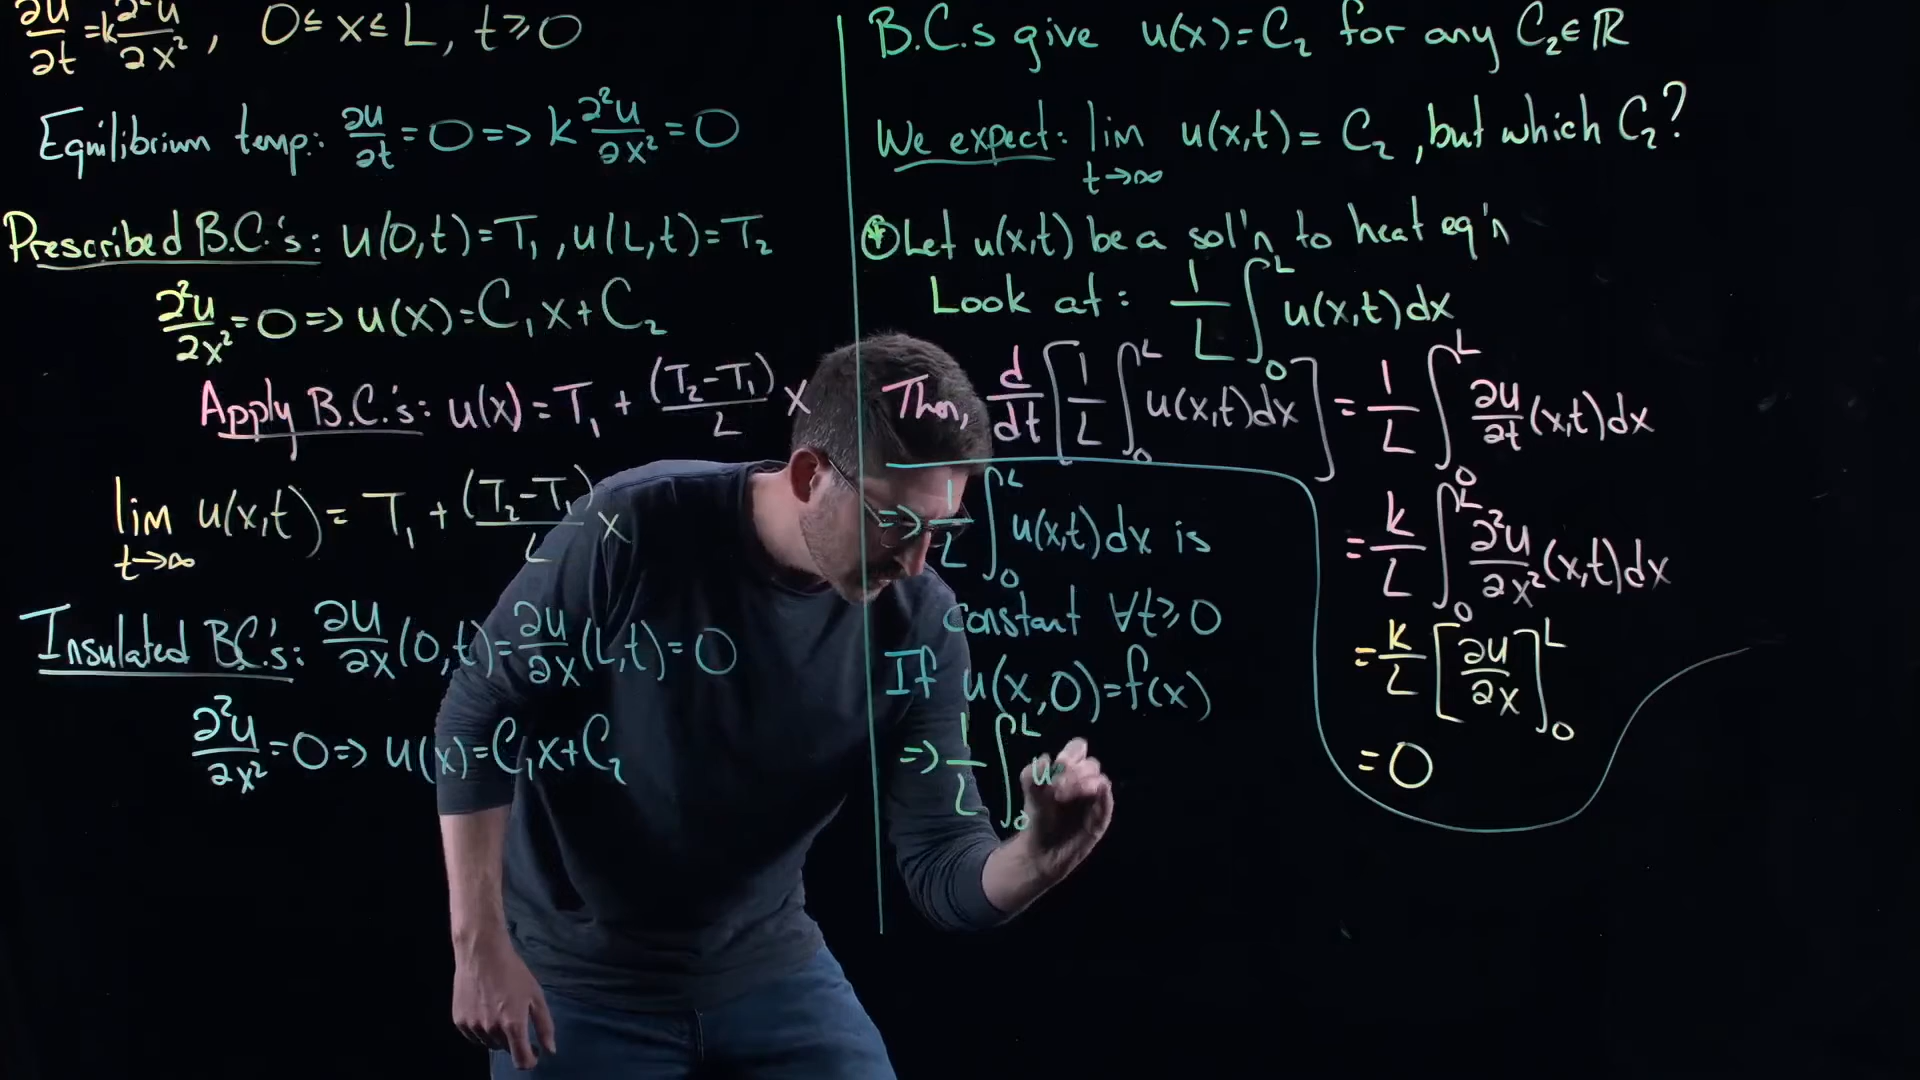 ∂u/∂t = k ∂²u/∂x², 0 ≤ x ≤ L, t ≥ 0
Equilibrium temp.: ∂u/∂t = 0 => k ∂²u/∂x² = 0
Prescribed B.C.'s: u(0,t) = T₁, u(L,t) = T₂
∂²u/∂x² = 0 => u(x) = C₁x + C₂
Apply B.C.'s: u(x) = T₁ + (T₂-T₁)/L x
lim t→∞ u(x,t) = T₁ + (T₂-T₁)/L x
Insulated B.C.'s: ∂u/∂x(0,t) = ∂u/∂x(L,t) = 0
∂²u/∂x² = 0 => u(x) = C₁x + C₂
B.C.s give u(x) = C₂ for any C₂ ∈ ℝ
We expect: lim t→∞ u(x,t) = C₂, but which C₂?
Let u(x,t) be a sol'n to heat eq'n
Look at: 1/L ∫₀ᴸ u(x,t)dx
Then, d/dt [1/L ∫₀ᴸ u(x,t)dx] = 1/L ∫₀ᴸ ∂u/∂t (x,t)dx
= k/L ∫₀ᴸ ∂²u/∂x² (x,t)dx
= k/L [∂u/∂x]₀ᴸ
= 0
=> 1/L ∫₀ᴸ u(x,t)dx is
constant ∀t ≥ 0
If u(x,0) = f(x)
=> 1/L ∫₀ᴸ u